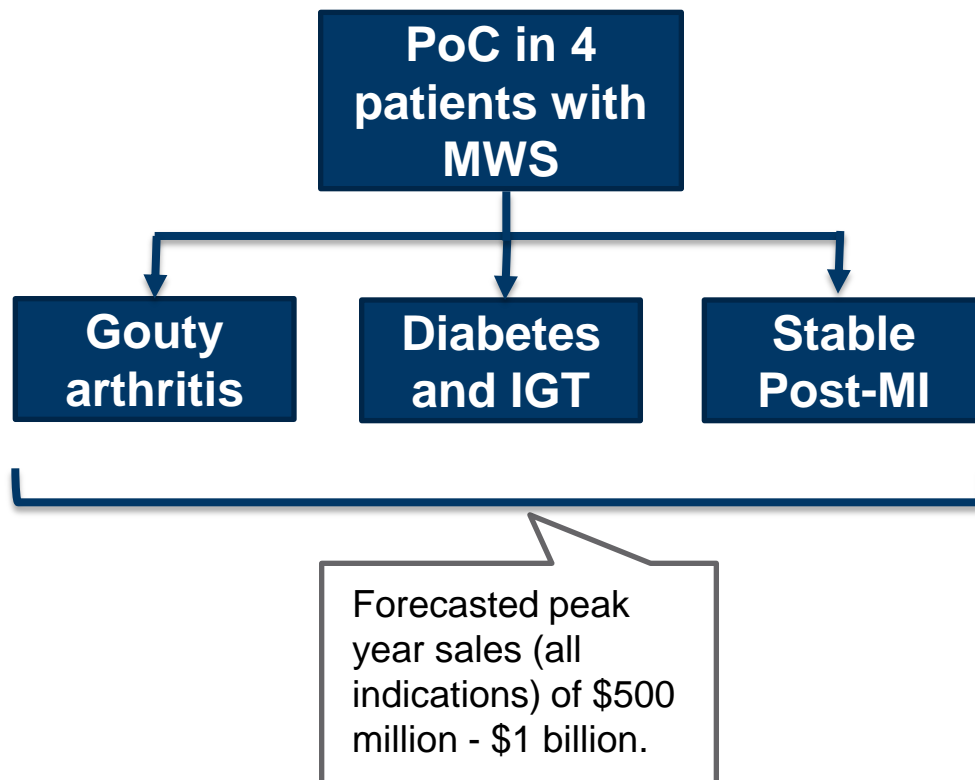 PoC in 4
patients with
MWS
Gouty
arthritis
Diabetes
and IGT
Stable
Post-MI
Forecasted peak
year sales (all
indications) of $500
million - $1 billion.